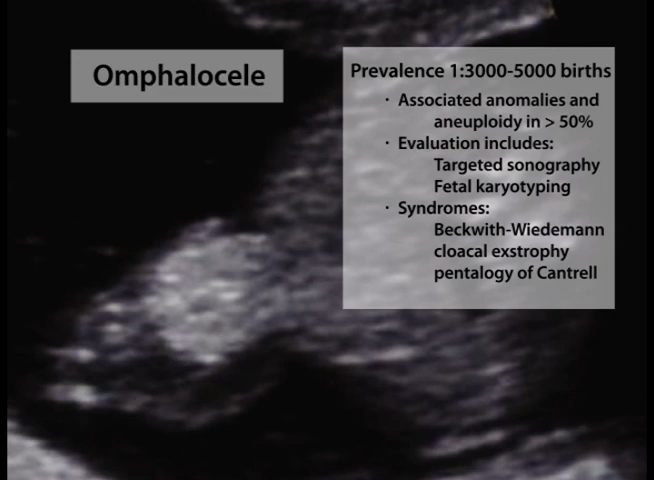 Omphalocele
Prevalence 1:3000-5000 births
· Associated anomalies and
aneuploidy in > 50%
· Evaluation includes:
Targeted sonography
Fetal karyotyping
· Syndromes:
Beckwith-Wiedemann
cloacal exstrophy
pentalogy of Cantrell